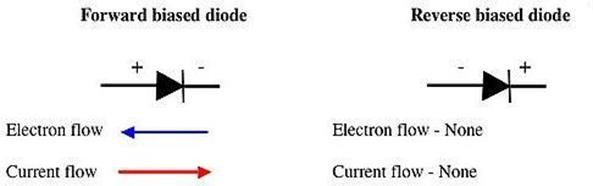 Forward biased diode
+ -
Electron flow
Current flow
Reverse biased diode
- +
Electron flow - None
Current flow - None